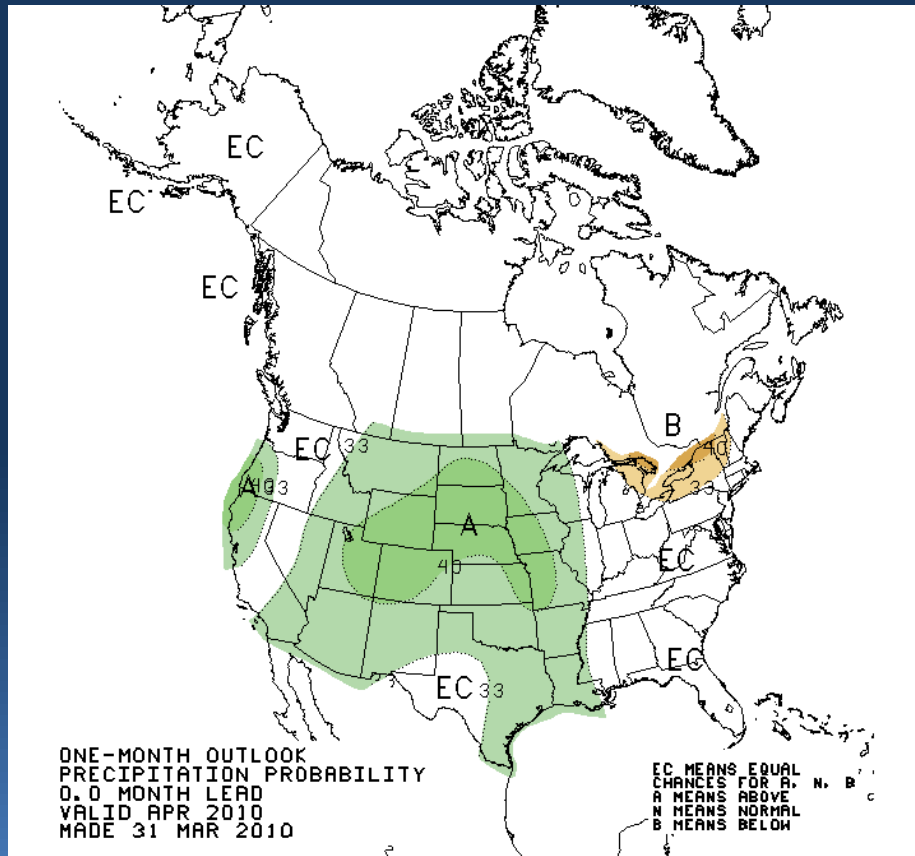 EC
EC
EC
B
33
EC
40
A
40
33
33
A
40
EC
EC
EC
33
ONE-MONTH OUTLOOK
PRECIPITATION PROBABILITY
0.0 MONTH LEAD
VALID APR 2010
MADE 31 MAR 2010
EC MEANS EQUAL
CHANCES FOR A, N, B
A MEANS ABOVE
N MEANS NORMAL
B MEANS BELOW